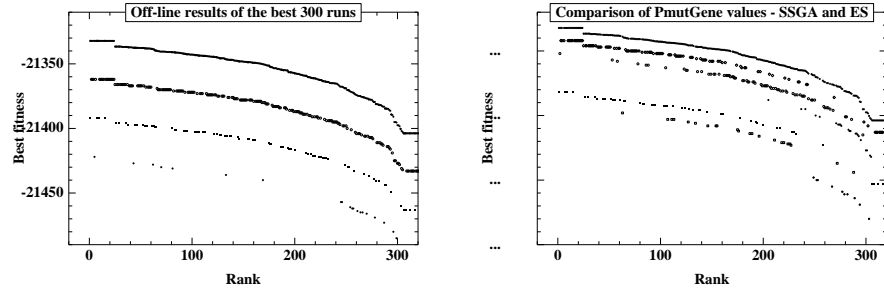 Off-line results of the best 300 runs
-21350
-21400
-21450
Best fitness
0
100
200
300
Rank
Comparison of PmutGene values - SSGA and ES
...
...
...
...
Best fitness
0
100
200
300
Rank